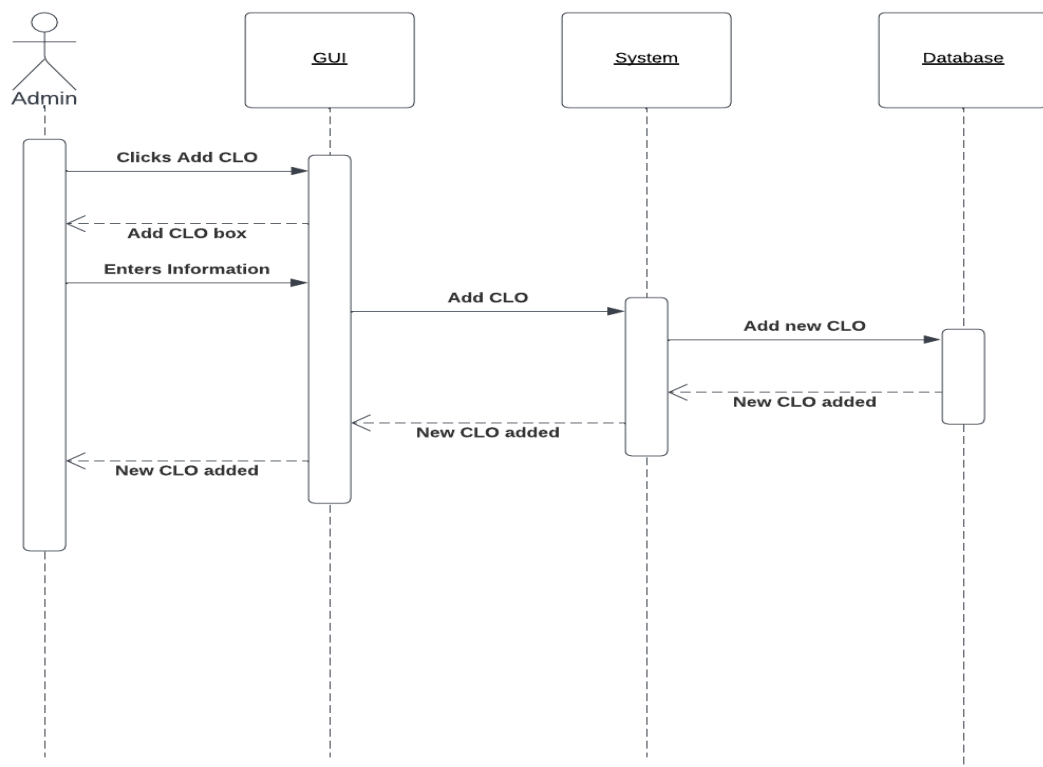 GUI
System
Database
Admin
Clicks Add CLO
Add CLO box
Enters Information
Add CLO
Add new CLO
New CLO added
New CLO added
New CLO added